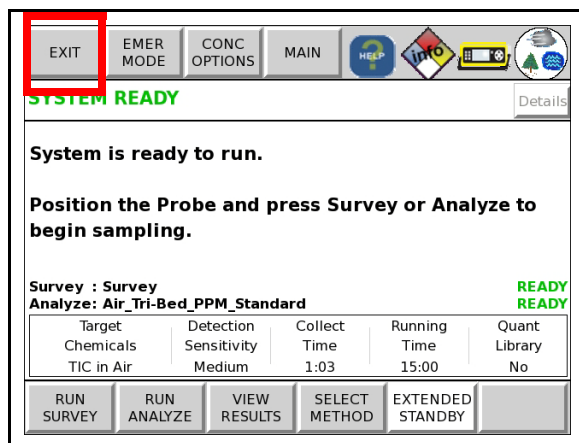 EXIT
EMER
MODE
CONC
OPTIONS
MAIN
HELP
info
SYSTEM READY
Details
System is ready to run.
Position the Probe and press Survey or Analyze to
begin sampling.
Survey : Survey READY
Analyze: Air_Tri-Bed_PPM_Standard READY
Target Detection Collect Running Quant
Chemicals Sensitivity Time Time Library
TIC in Air Medium 1:03 15:00 No
RUN
SURVEY
RUN
ANALYZE
VIEW
RESULTS
SELECT
METHOD
EXTENDED
STANDBY